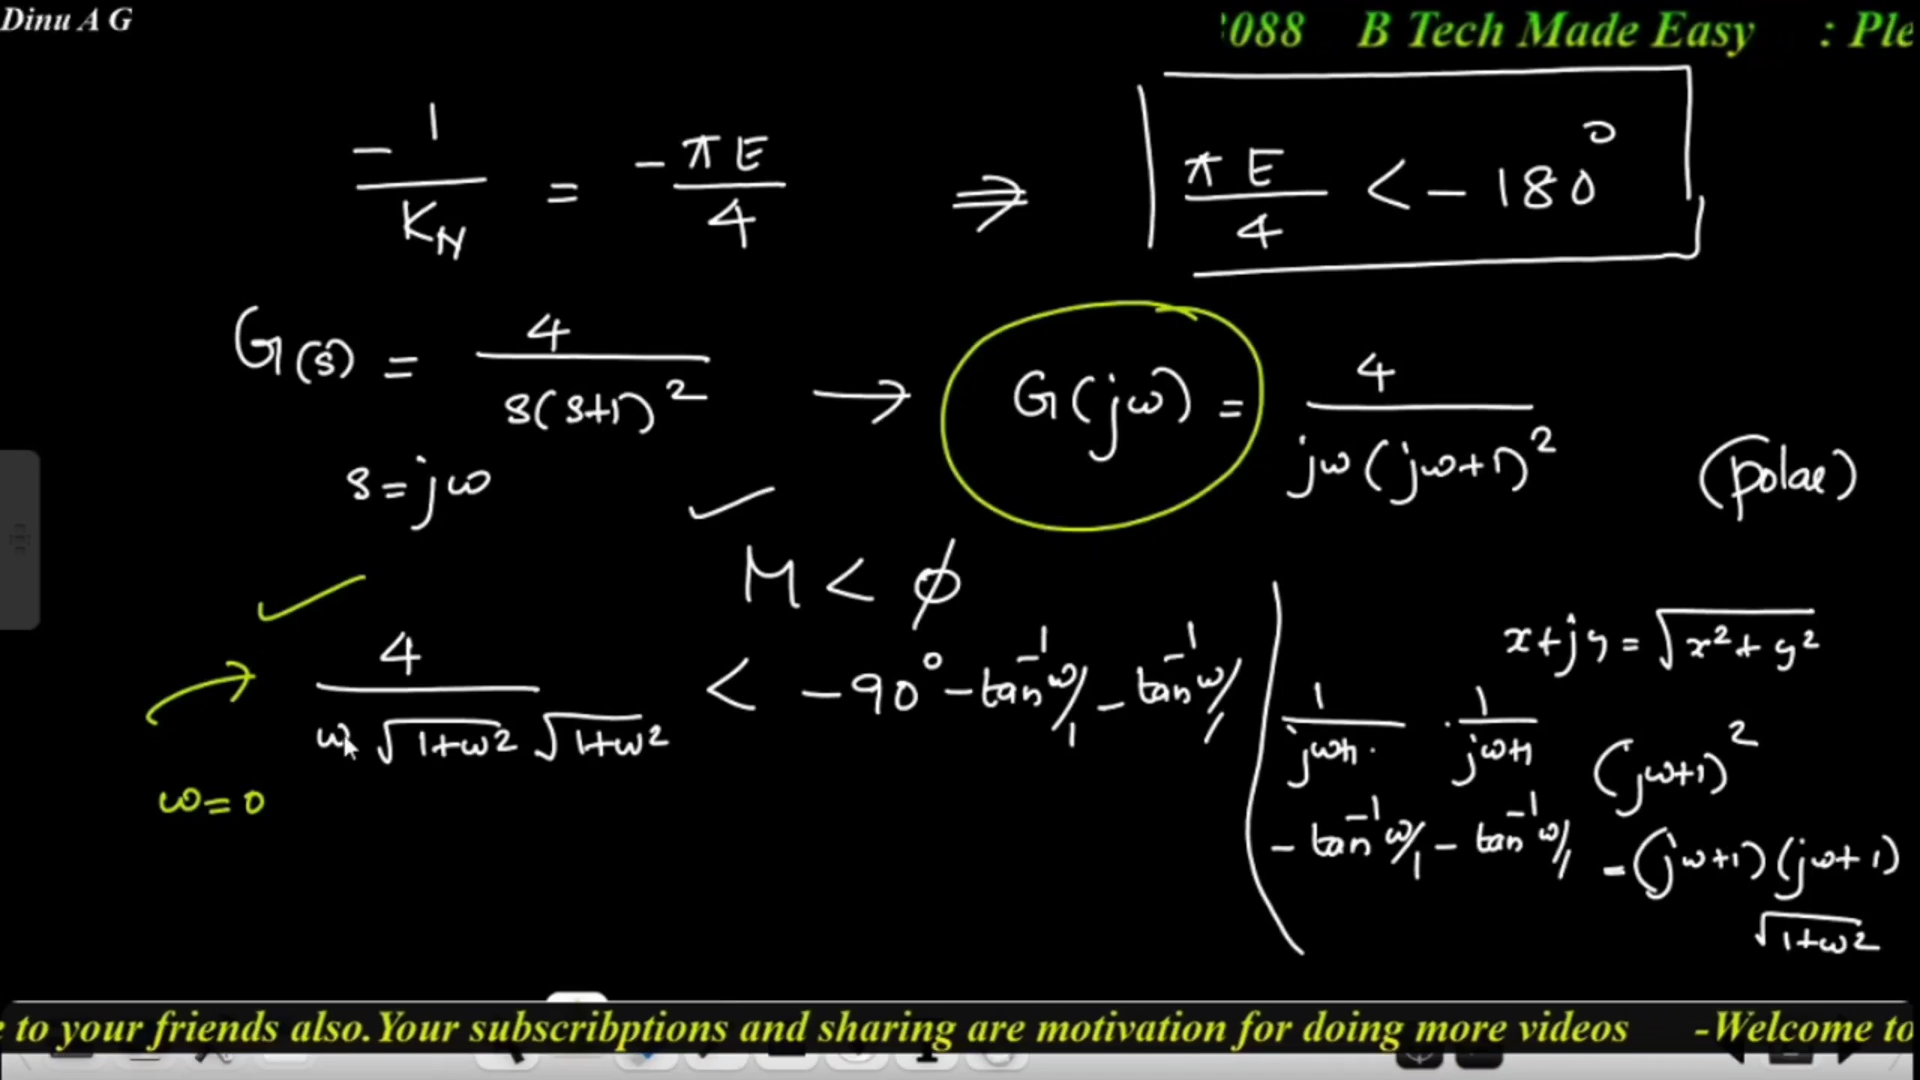 Dinu A G
088 B Tech Made Easy : Ple
-1/K_N = -πE/4 ⇒ πE/4 < -180°
G(s) = 4/s(s+1)² → G(jω) = 4/jω(jω+1)² (polar)
s=jω
M < φ
4/ω√1+ω² √1+ω² < -90° -tan⁻¹ω/1 - tan⁻¹ω/1
ω=0
x+jy = √x²+y²
1/jω+1 · 1/jω+1 (jω+1)²
-tan⁻¹ω/1 - tan⁻¹ω/1 = (jω+1)(jω+1)
√1+ω²
to your friends also.Your subscribptions and sharing are motivation for doing more videos -Welcome to